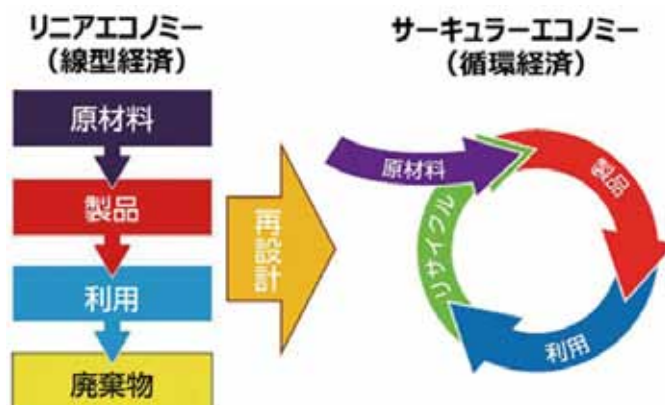 リニアエコノミー
（線型経済）
原材料
製品
利用
廃棄物
再設計
サーキュラーエコノミー
（循環経済）
原材料
製品
利用
リサイクル